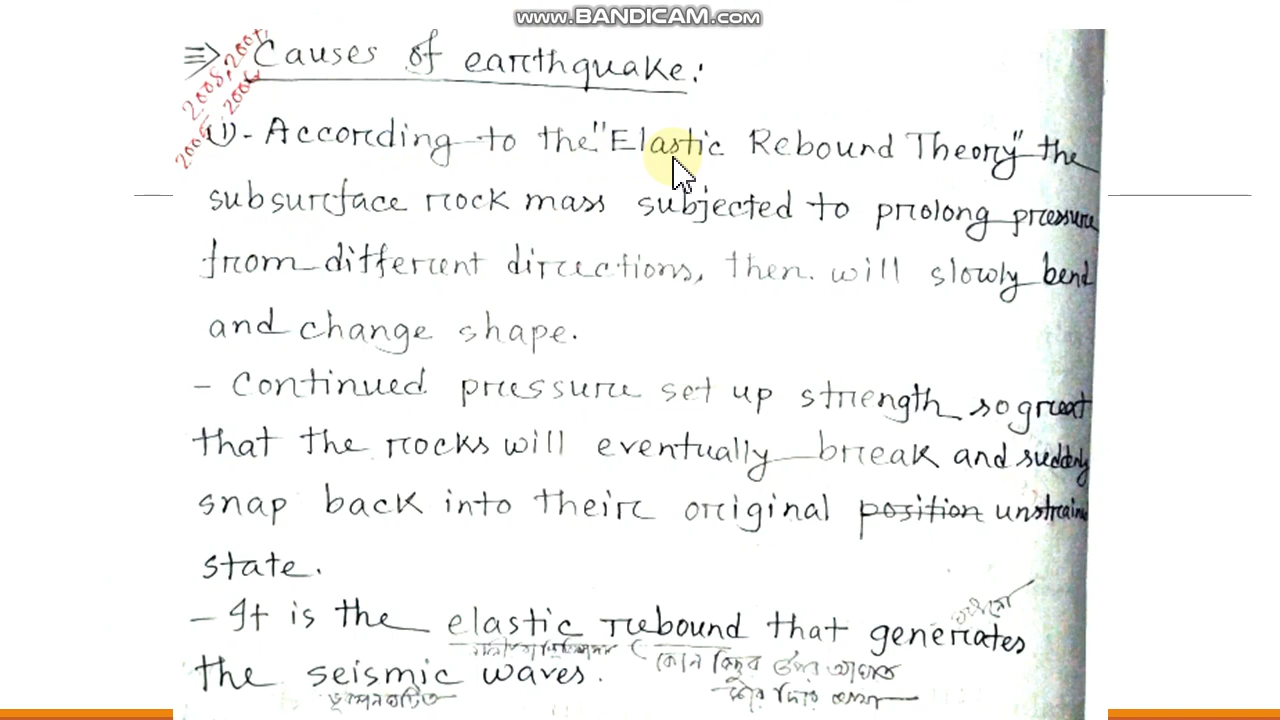 WWW.BANDICAM.COM
2008, 2007,
2005 2006
Causes of earthquake:
(1) - According to the "Elastic Rebound Theory" the
subsurface rock mass subjected to prolong pressure
from different directions, then will slowly bend
and change shape.
- Continued pressure set up strength so great
that the rocks will eventually break and suddenly
snap back into their original position unstrain
state.
- It is the elastic rebound that generates
the seismic waves.
কোন কিছুর উপর আঘাত